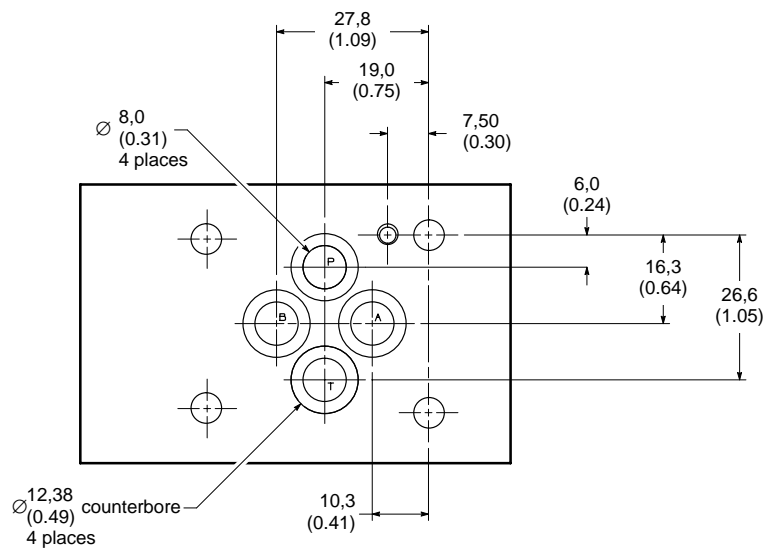 27,8
(1.09)
19,0
(0.75)
7,50
(0.30)
∅ 8,0
(0.31)
4 places
6,0
(0.24)
16,3
(0.64)
26,6
(1.05)
P
B
A
T
∅12,38 counterbore
(0.49)
4 places
10,3
(0.41)